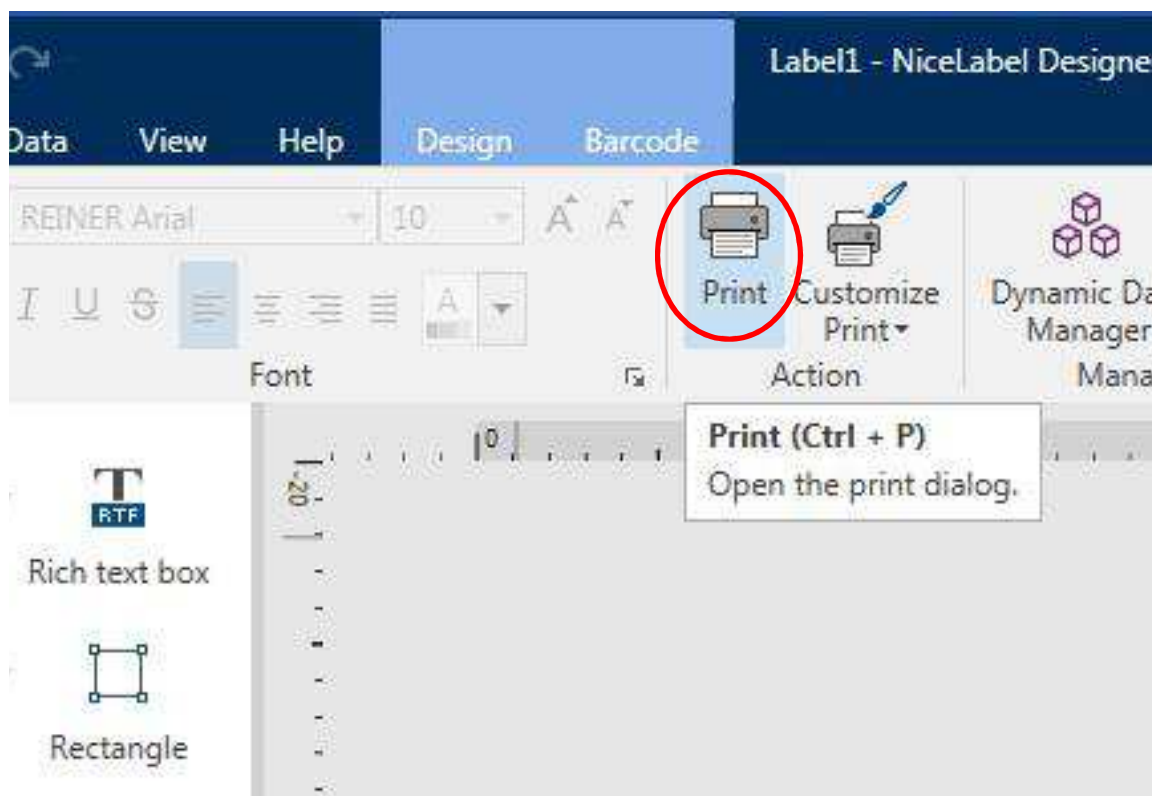 Label1 - NiceLabel Designe
Data View Help Design Barcode
REINER Arial 10 A A
I U S A
Print Customize Print Dynamic Da Manager
Font Action Mana
0
Print (Ctrl + P)
Open the print dialog.
-20
RTF
Rich text box
Rectangle